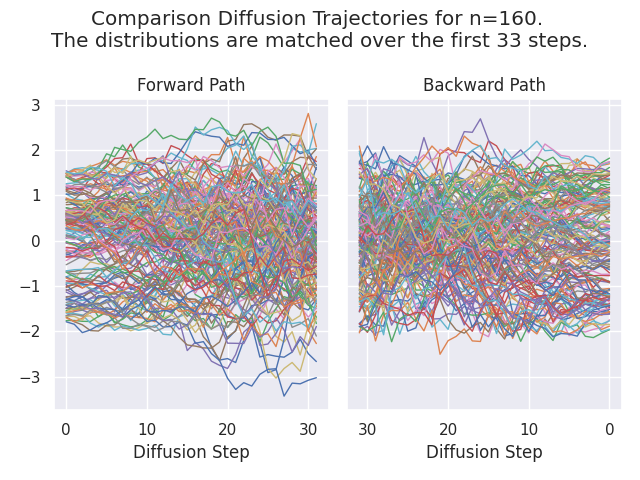 Comparison Diffusion Trajectories for n=160.
The distributions are matched over the first 33 steps.
Forward Path
Backward Path
3
2
1
0
−1
−2
−3
0 10 20 30
30 20 10 0
Diffusion Step
Diffusion Step